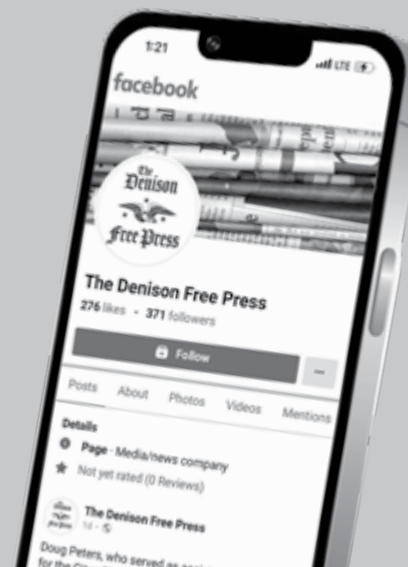 1:21
LTE
facebook
The
Denison
Free Press
The Denison Free Press
276 likes • 371 followers
Follow
Posts About Photos Videos Mentions
Details
Page · Media/news company
Not yet rated (0 Reviews)
The Denison Free Press
1d
Doug Peters, who served as
for the